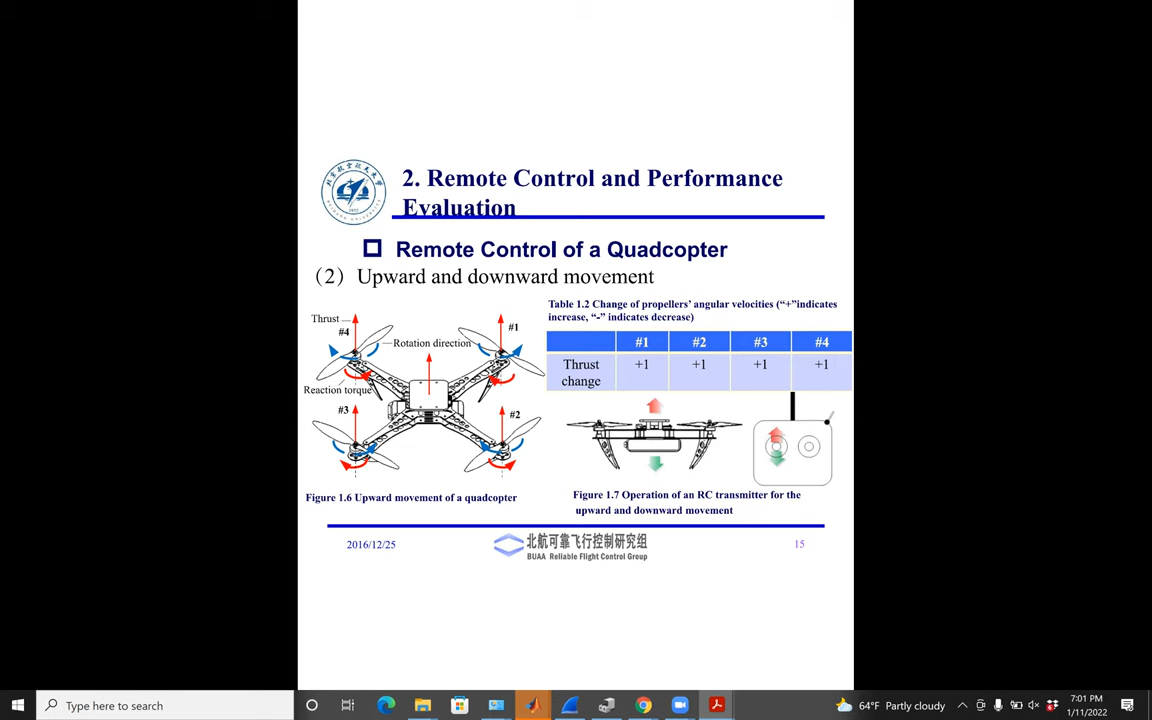 2. Remote Control and Performance
Evaluation
Remote Control of a Quadcopter
（2）Upward and downward movement
Thrust
#4
#1
Rotation direction
Reaction torque
#3
#2
Figure 1.6 Upward movement of a quadcopter
Table 1.2 Change of propellers' angular velocities (“+”indicates
increase, “-” indicates decrease)
#1 #2 #3 #4
Thrust change +1 +1 +1 +1
Figure 1.7 Operation of an RC transmitter for the
upward and downward movement
2016/12/25
北航可靠飞行控制研究组
BUAA Reliable Flight Control Group
15
Type here to search
64°F Partly cloudy
7:01 PM
1/11/2022